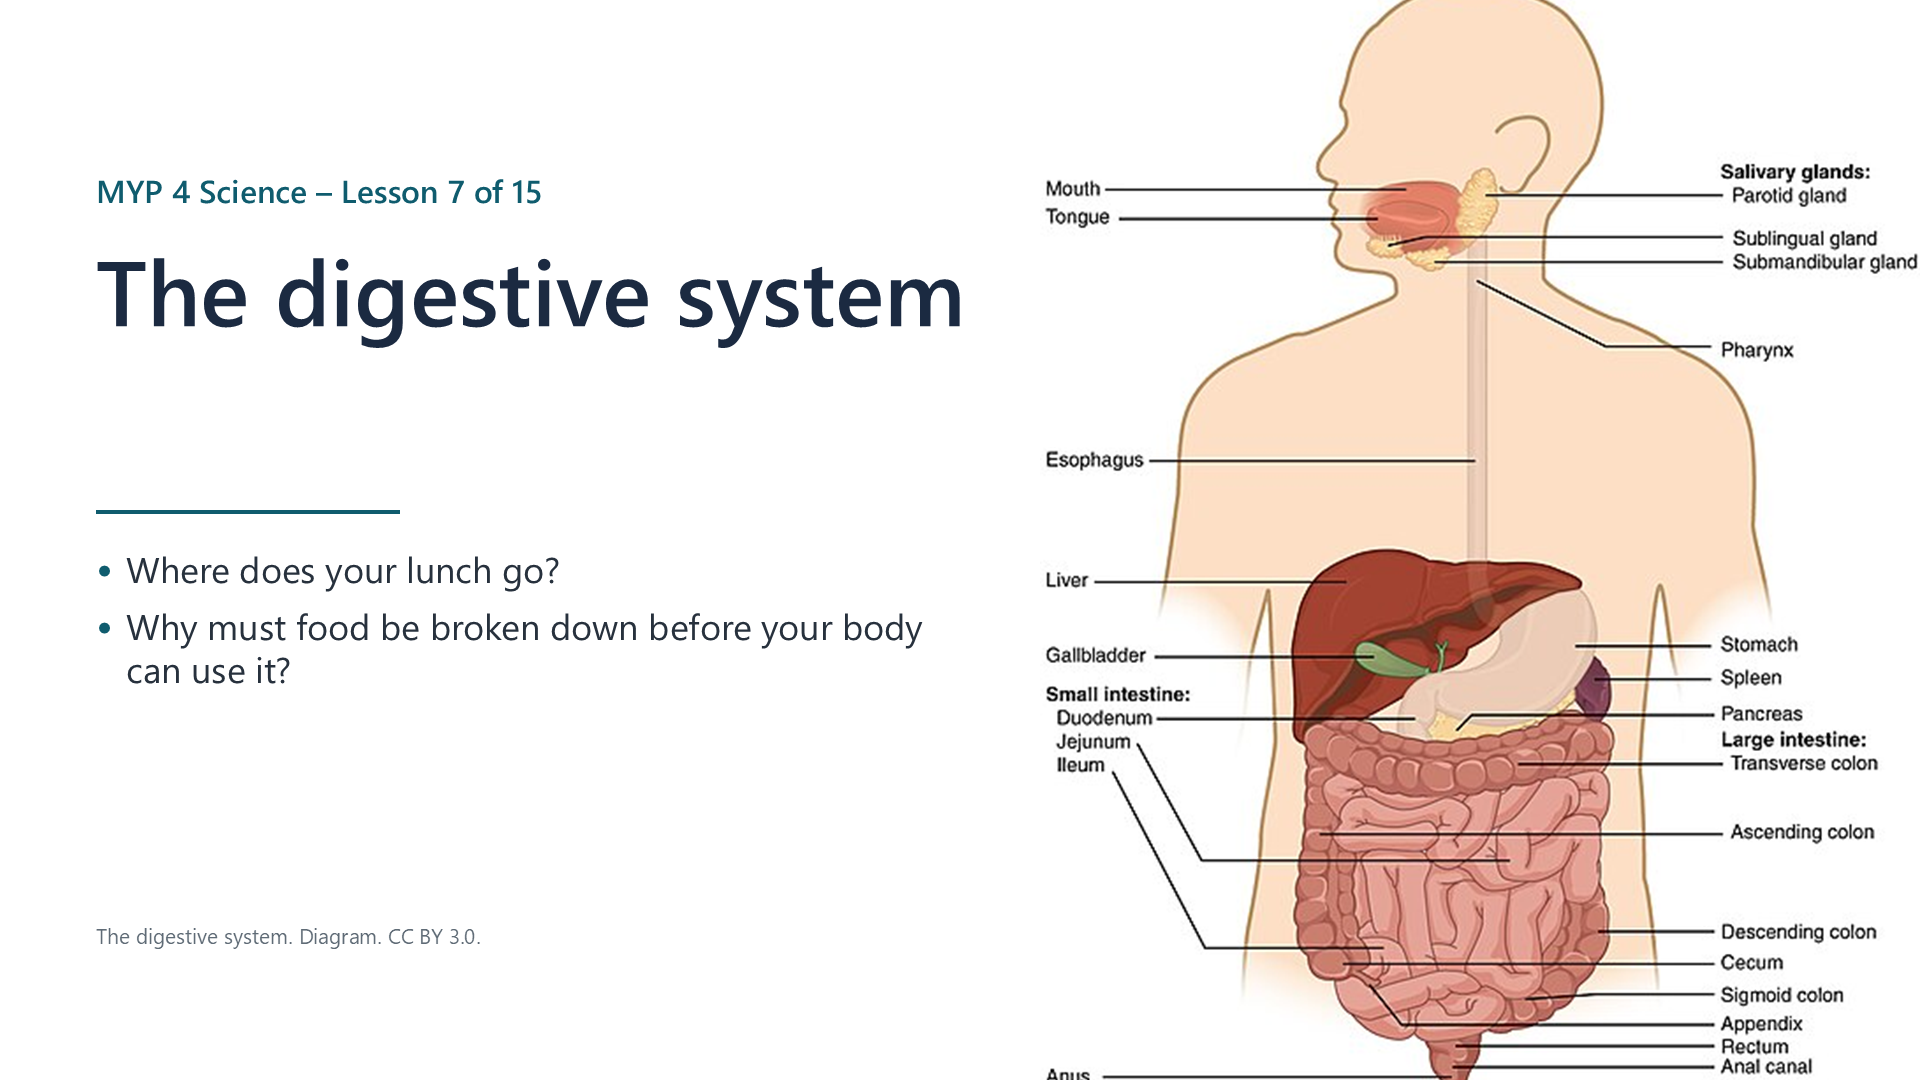 MYP 4 Science – Lesson 7 of 15
The digestive system
• Where does your lunch go?
• Why must food be broken down before your body
can use it?
The digestive system. Diagram. CC BY 3.0.
Mouth
Tongue
Esophagus
Liver
Gallbladder
Small intestine:
Duodenum
Jejunum
Ileum
Anus
Salivary glands:
Parotid gland
Sublingual gland
Submandibular gland
Pharynx
Stomach
Spleen
Pancreas
Large intestine:
Transverse colon
Ascending colon
Descending colon
Cecum
Sigmoid colon
Appendix
Rectum
Anal canal